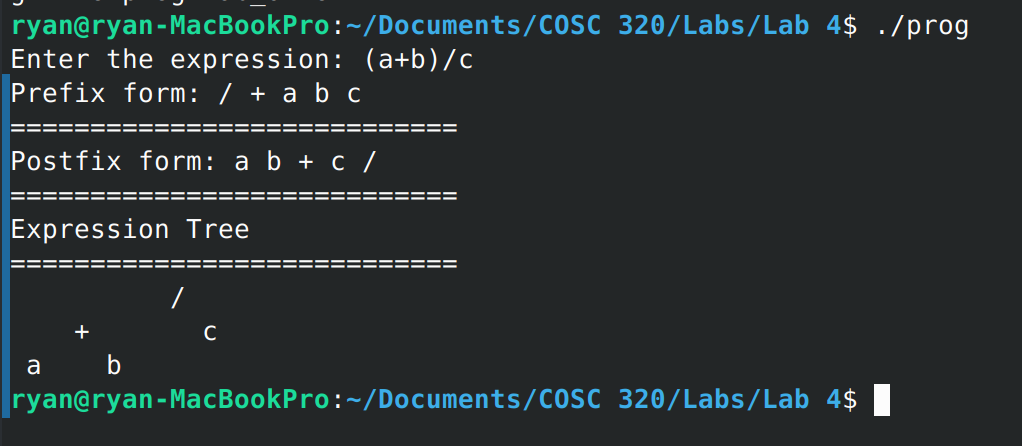 ryan@ryan-MacBookPro:~/Documents/COSC 320/Labs/Lab 4$ ./prog
Enter the expression: (a+b)/c
Prefix form: / + a b c
============================
Postfix form: a b + c /
============================
Expression Tree
============================
          /
    +       c
 a    b
ryan@ryan-MacBookPro:~/Documents/COSC 320/Labs/Lab 4$